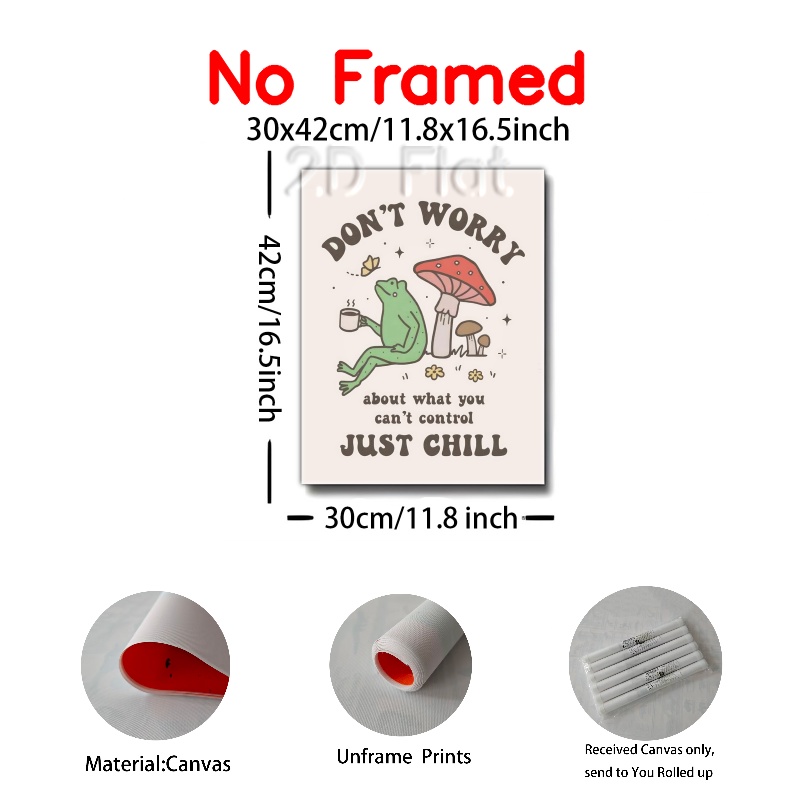 No Framed
30x42cm/11.8x16.5inch
2D Flat
42cm/16.5inch
DON'T WORRY
about what you
can't control
JUST CHILL
30cm/11.8 inch
Material:Canvas
Unframe Prints
Received Canvas only,
send to You Rolled up